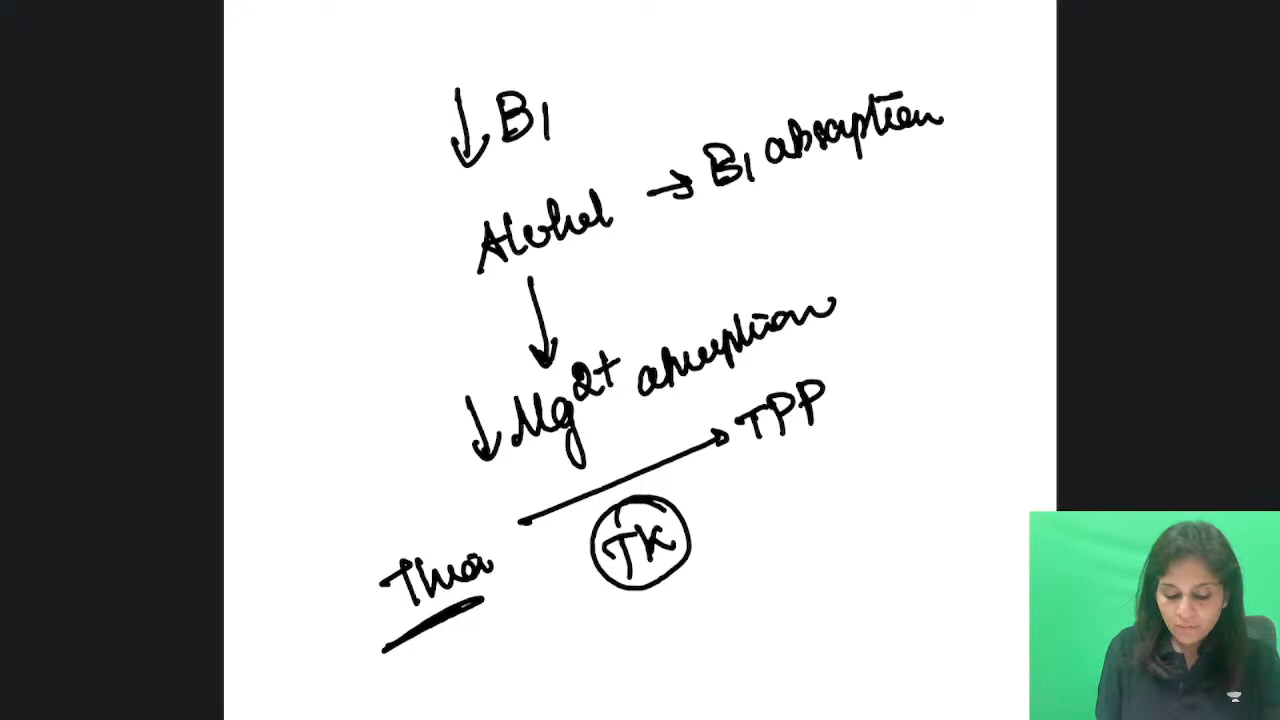 ↓ B1
Alcohol → B1 absorption
↓
↓ Mg2+ absorption
→ TPP
TK
Thia